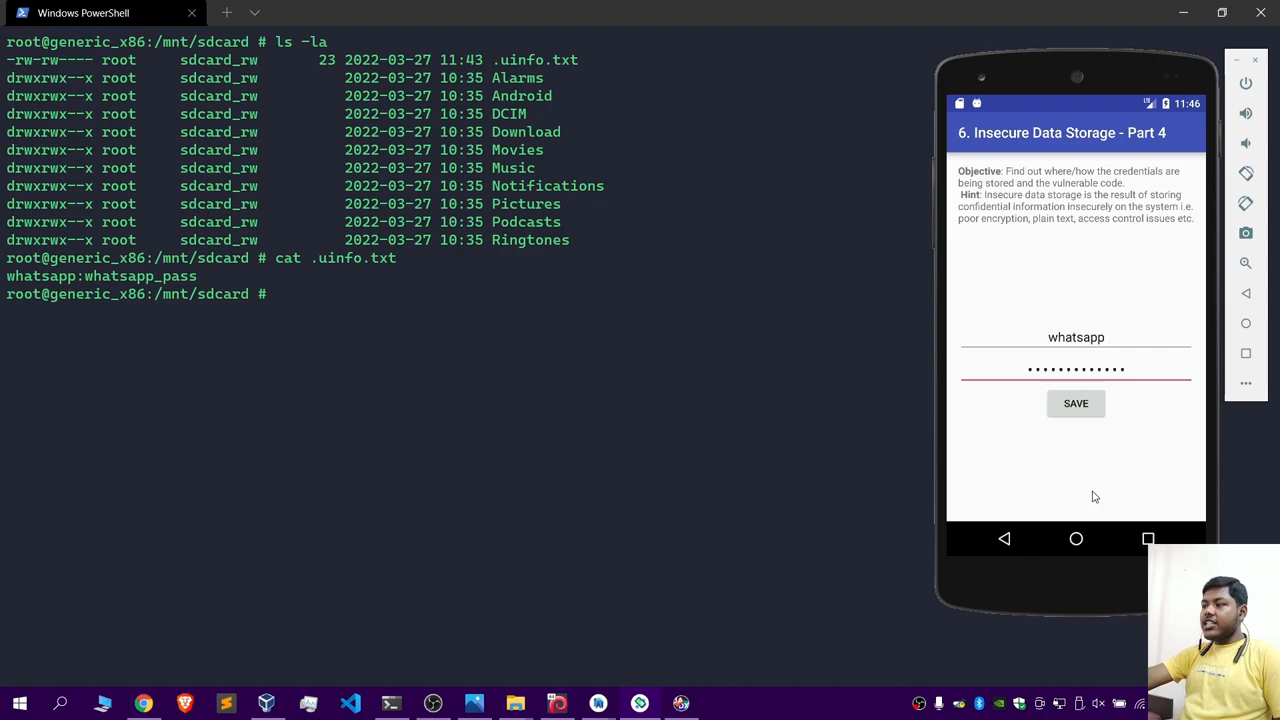 Windows PowerShell
root@generic_x86:/mnt/sdcard # ls -la
-rw-rw---- root     sdcard_rw       23 2022-03-27 11:43 .uinfo.txt
drwxrwx--x root     sdcard_rw          2022-03-27 10:35 Alarms
drwxrwx--x root     sdcard_rw          2022-03-27 10:35 Android
drwxrwx--x root     sdcard_rw          2022-03-27 10:35 DCIM
drwxrwx--x root     sdcard_rw          2022-03-27 10:35 Download
drwxrwx--x root     sdcard_rw          2022-03-27 10:35 Movies
drwxrwx--x root     sdcard_rw          2022-03-27 10:35 Music
drwxrwx--x root     sdcard_rw          2022-03-27 10:35 Notifications
drwxrwx--x root     sdcard_rw          2022-03-27 10:35 Pictures
drwxrwx--x root     sdcard_rw          2022-03-27 10:35 Podcasts
drwxrwx--x root     sdcard_rw          2022-03-27 10:35 Ringtones
root@generic_x86:/mnt/sdcard # cat .uinfo.txt
whatsapp:whatsapp_pass
root@generic_x86:/mnt/sdcard #
11:46
6. Insecure Data Storage - Part 4
Objective: Find out where/how the credentials are
being stored and the vulnerable code.
Hint: Insecure data storage is the result of storing
confidential information insecurely on the system i.e.
poor encryption, plain text, access control issues etc.
whatsapp
•••••••••••••
SAVE